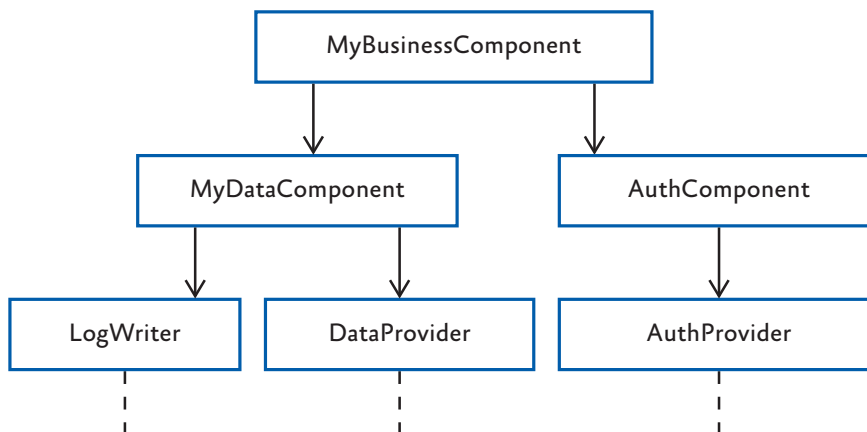 MyBusinessComponent
MyDataComponent
AuthComponent
LogWriter
DataProvider
AuthProvider